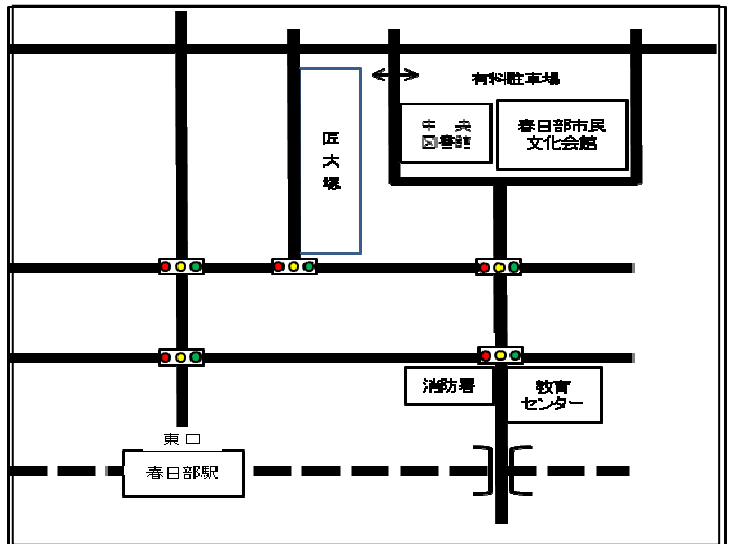 有料駐車場
中 央
図書館
春日部市民
文化会館
匠大塚
消防署
教育
センター
東口
春日部駅